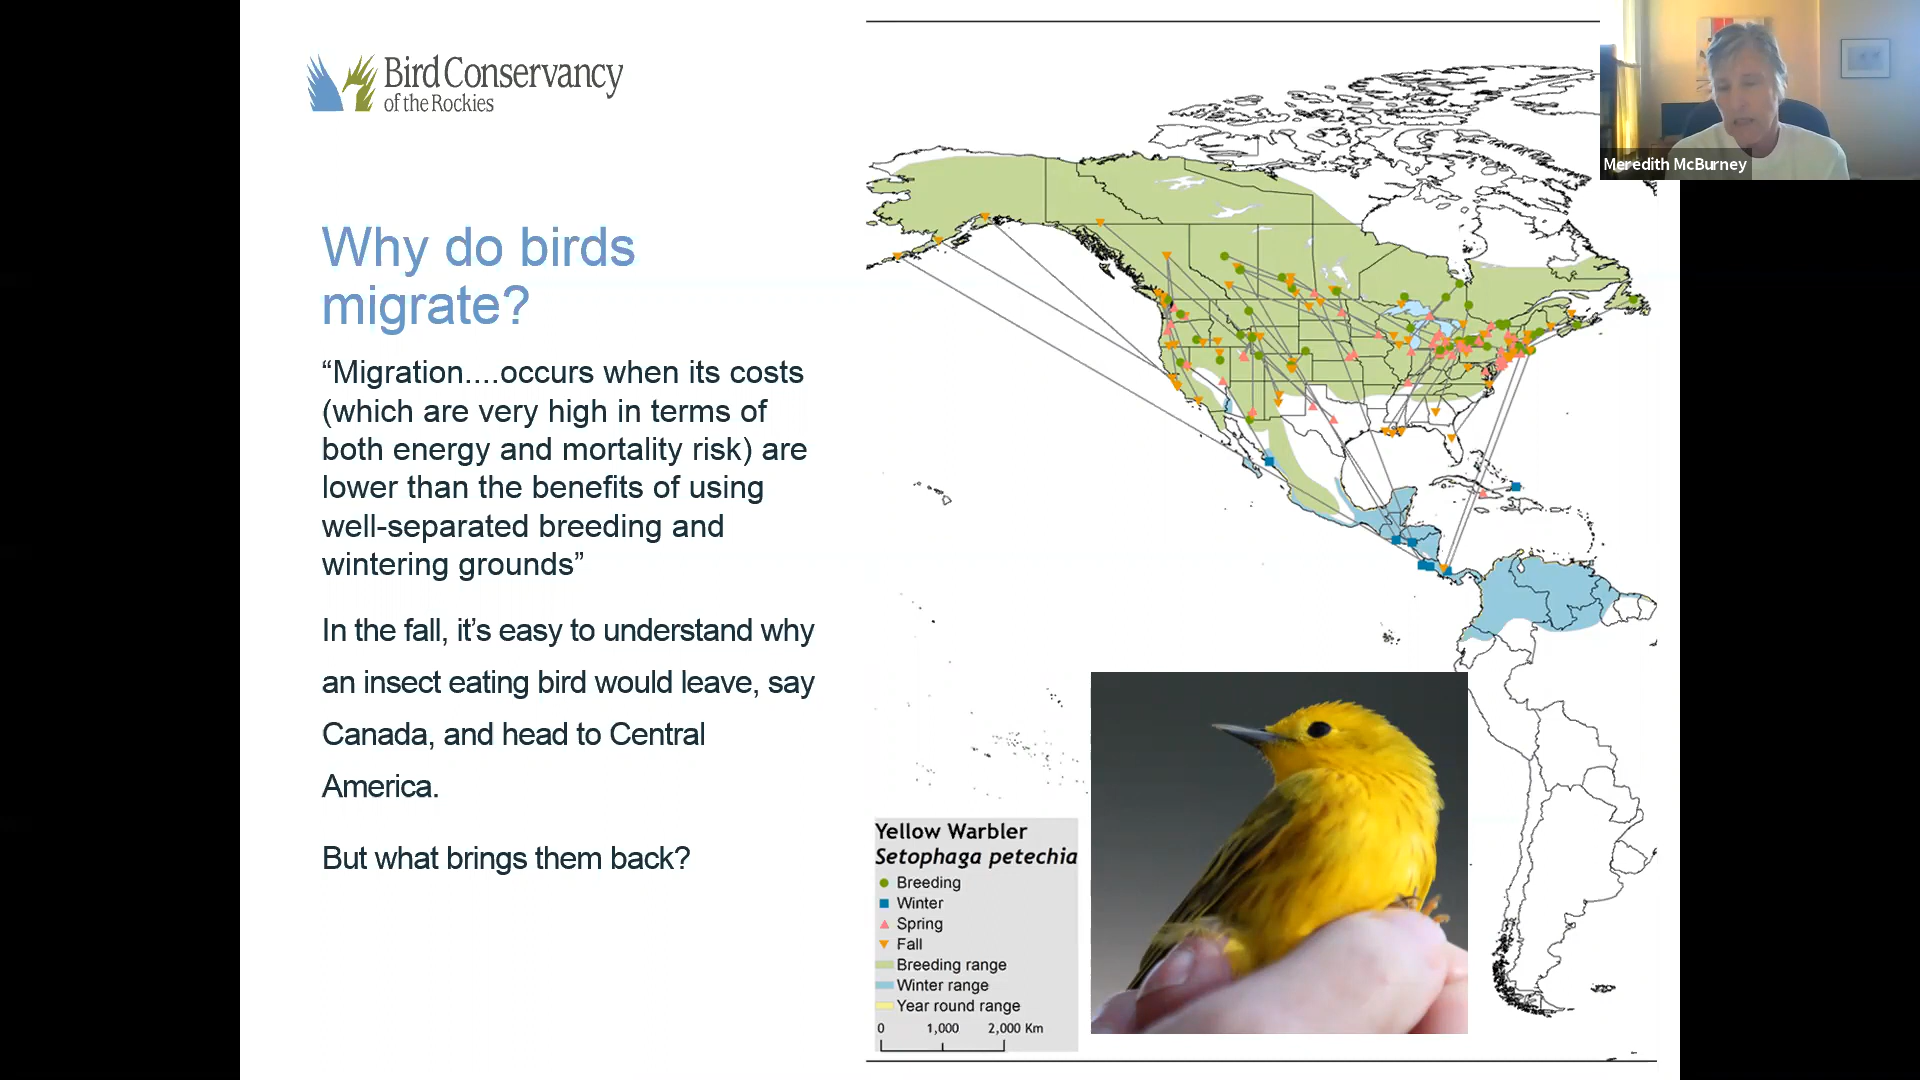 Bird Conservancy
of the Rockies
Meredith McBurney
Why do birds
migrate?
“Migration....occurs when its costs
(which are very high in terms of
both energy and mortality risk) are
lower than the benefits of using
well-separated breeding and
wintering grounds”
In the fall, it’s easy to understand why
an insect eating bird would leave, say
Canada, and head to Central
America.
But what brings them back?
Yellow Warbler
Setophaga petechia
Breeding
Winter
Spring
Fall
Breeding range
Winter range
Year round range
0 1,000 2,000 Km